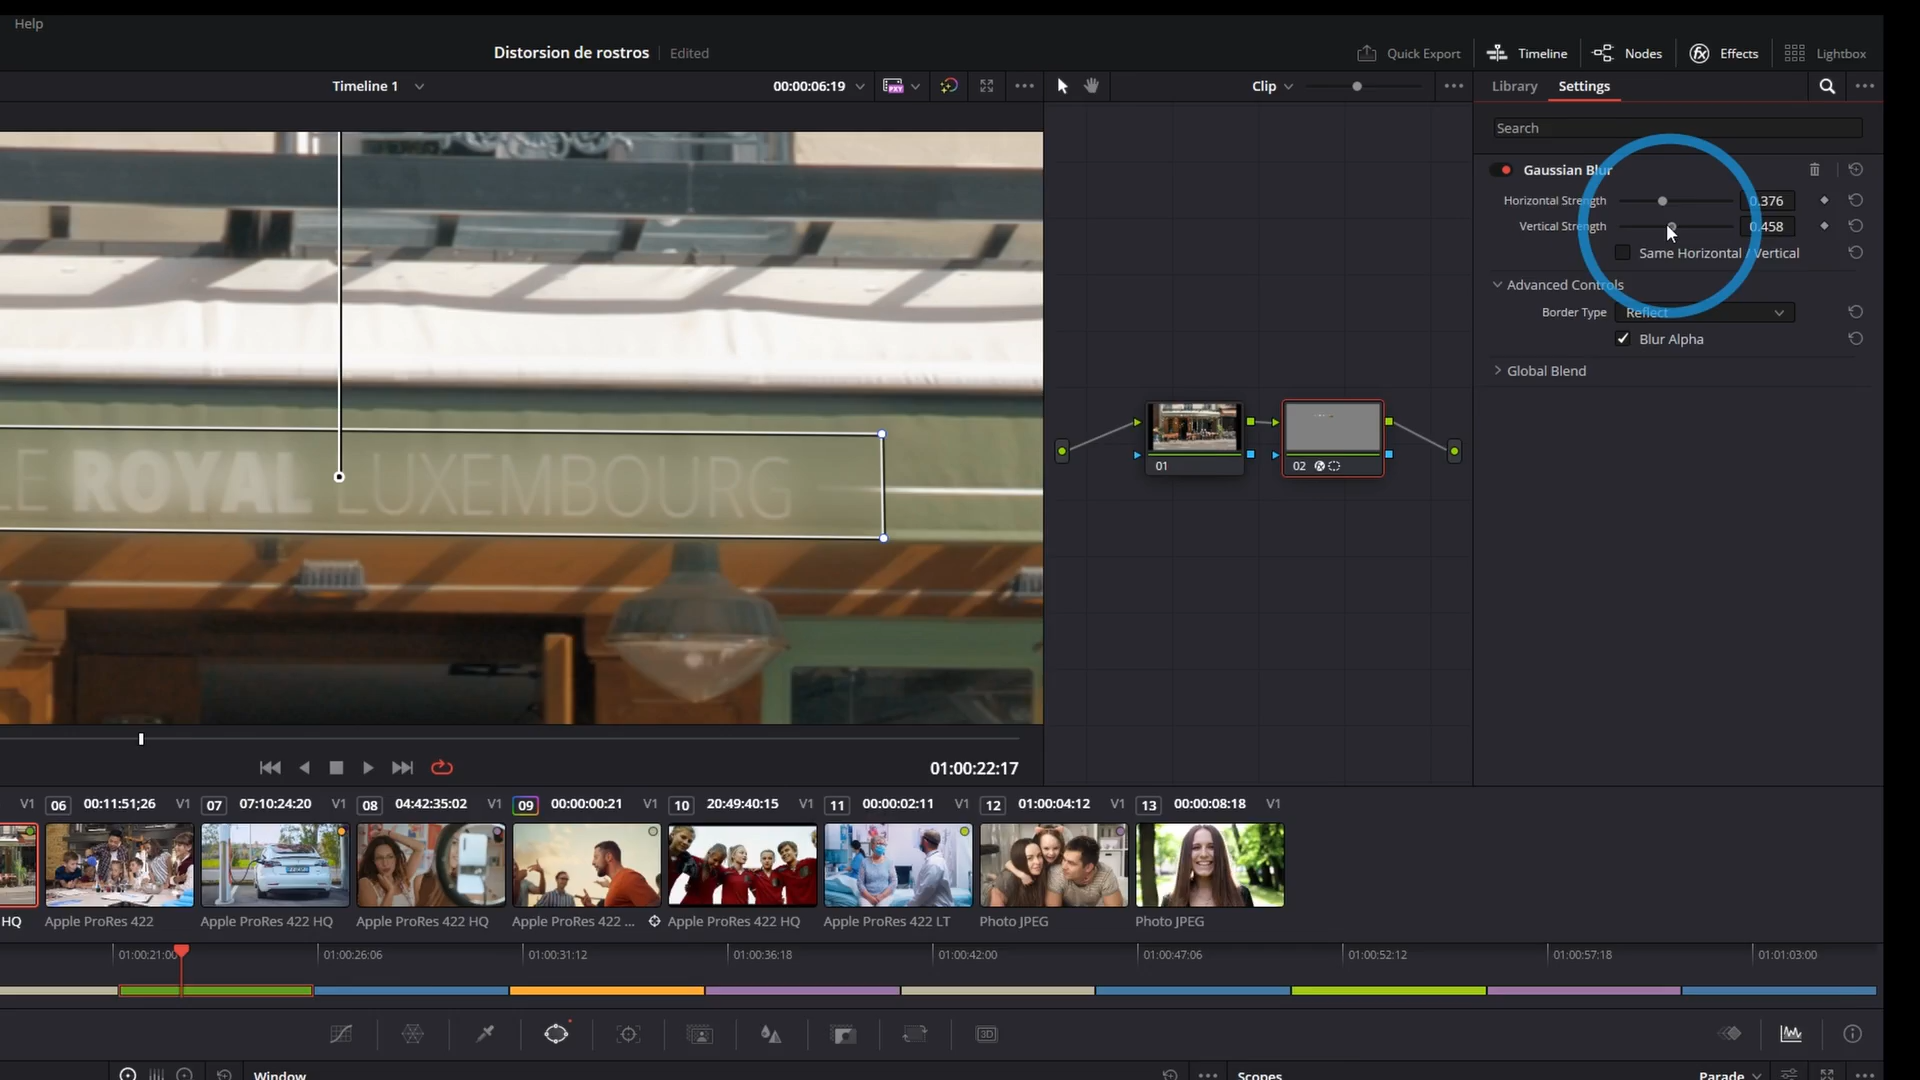 Help
Distorsion de rostros Edited
Quick Export Timeline Nodes Effects Lightbox
Timeline 1
00:00:06:19
PXY
Clip
Library Settings
Search
Gaussian Blur
Horizontal Strength 0.376
Vertical Strength 0.458
Same Horizontal / Vertical
Advanced Controls
Border Type Reflect
Blur Alpha
Global Blend
LE ROYAL LUXEMBOURG
01
02
01:00:22:17
V1 06 00:11:51;26 V1 07 07:10:24:20 V1 08 04:42:35:02 V1 09 00:00:00:21 V1 10 20:49:40:15 V1 11 00:00:02:11 V1 12 01:00:04:12 V1 13 00:00:08:18 V1
HQ Apple ProRes 422 Apple ProRes 422 HQ Apple ProRes 422 HQ Apple ProRes 422 ... Apple ProRes 422 HQ Apple ProRes 422 LT Photo JPEG Photo JPEG
01:00:21:00 01:00:26:06 01:00:31:12 01:00:36:18 01:00:42:00 01:00:47:06 01:00:52:12 01:00:57:18 01:01:03:00
3D
Window
Scopes
Parade